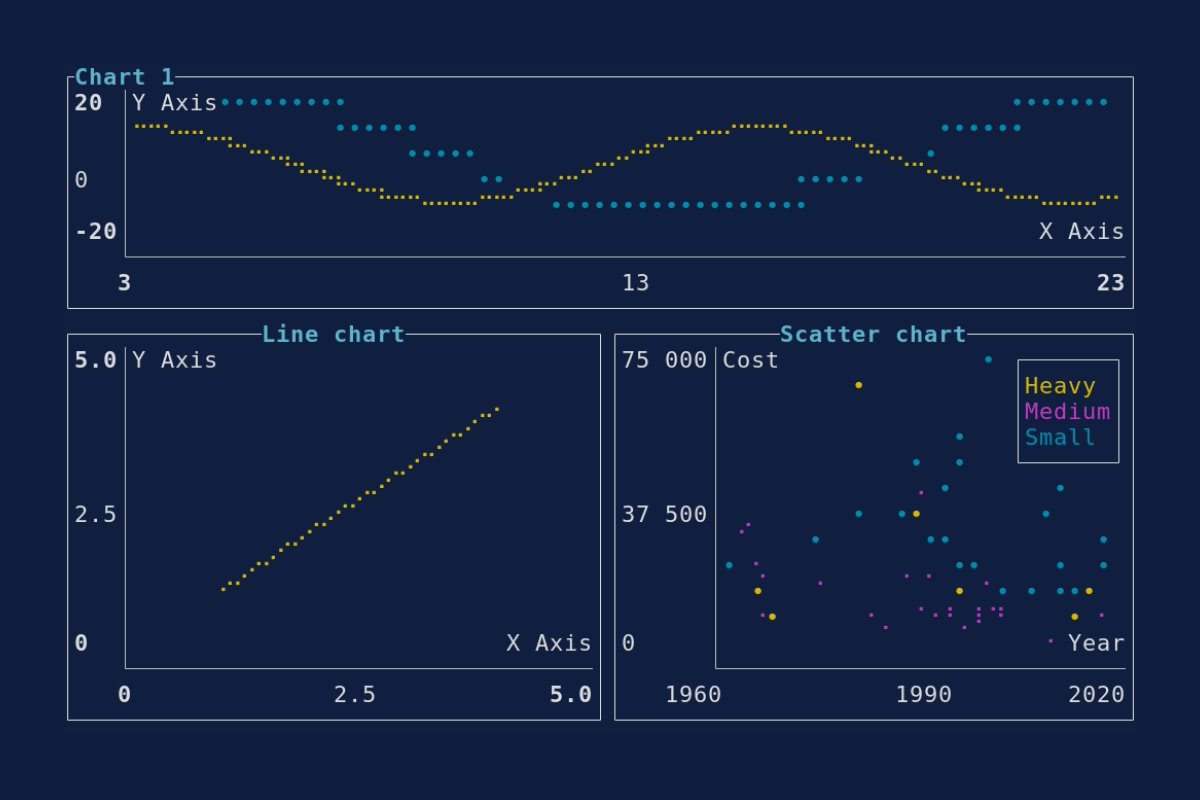 Chart 1
20 Y Axis
0
-20 X Axis
3 13 23
Line chart
5.0 Y Axis
2.5
0 X Axis
0 2.5 5.0
Scatter chart
75 000 Cost
Heavy
Medium
Small
37 500
0 Year
1960 1990 2020